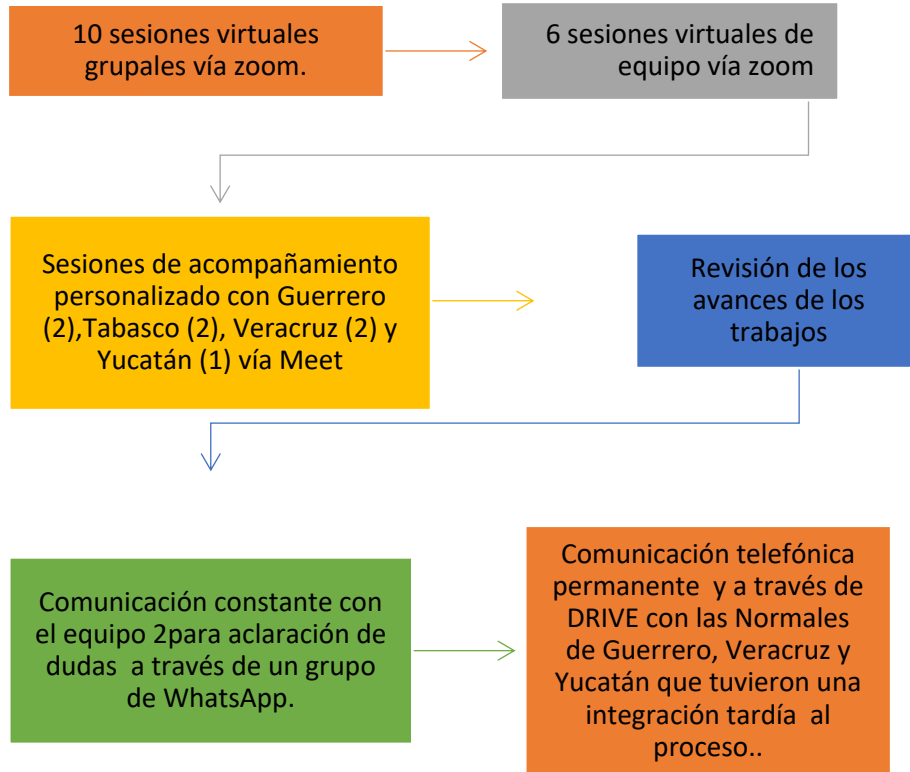 10 sesiones virtuales
grupales vía zoom.
6 sesiones virtuales de
equipo vía zoom
Sesiones de acompañamiento
personalizado con Guerrero
(2),Tabasco (2), Veracruz (2) y
Yucatán (1) vía Meet
Revisión de los
avances de los
trabajos
Comunicación constante con
el equipo 2para aclaración de
dudas a través de un grupo
de WhatsApp.
Comunicación telefónica
permanente y a través de
DRIVE con las Normales
de Guerrero, Veracruz y
Yucatán que tuvieron una
integración tardía al
proceso..